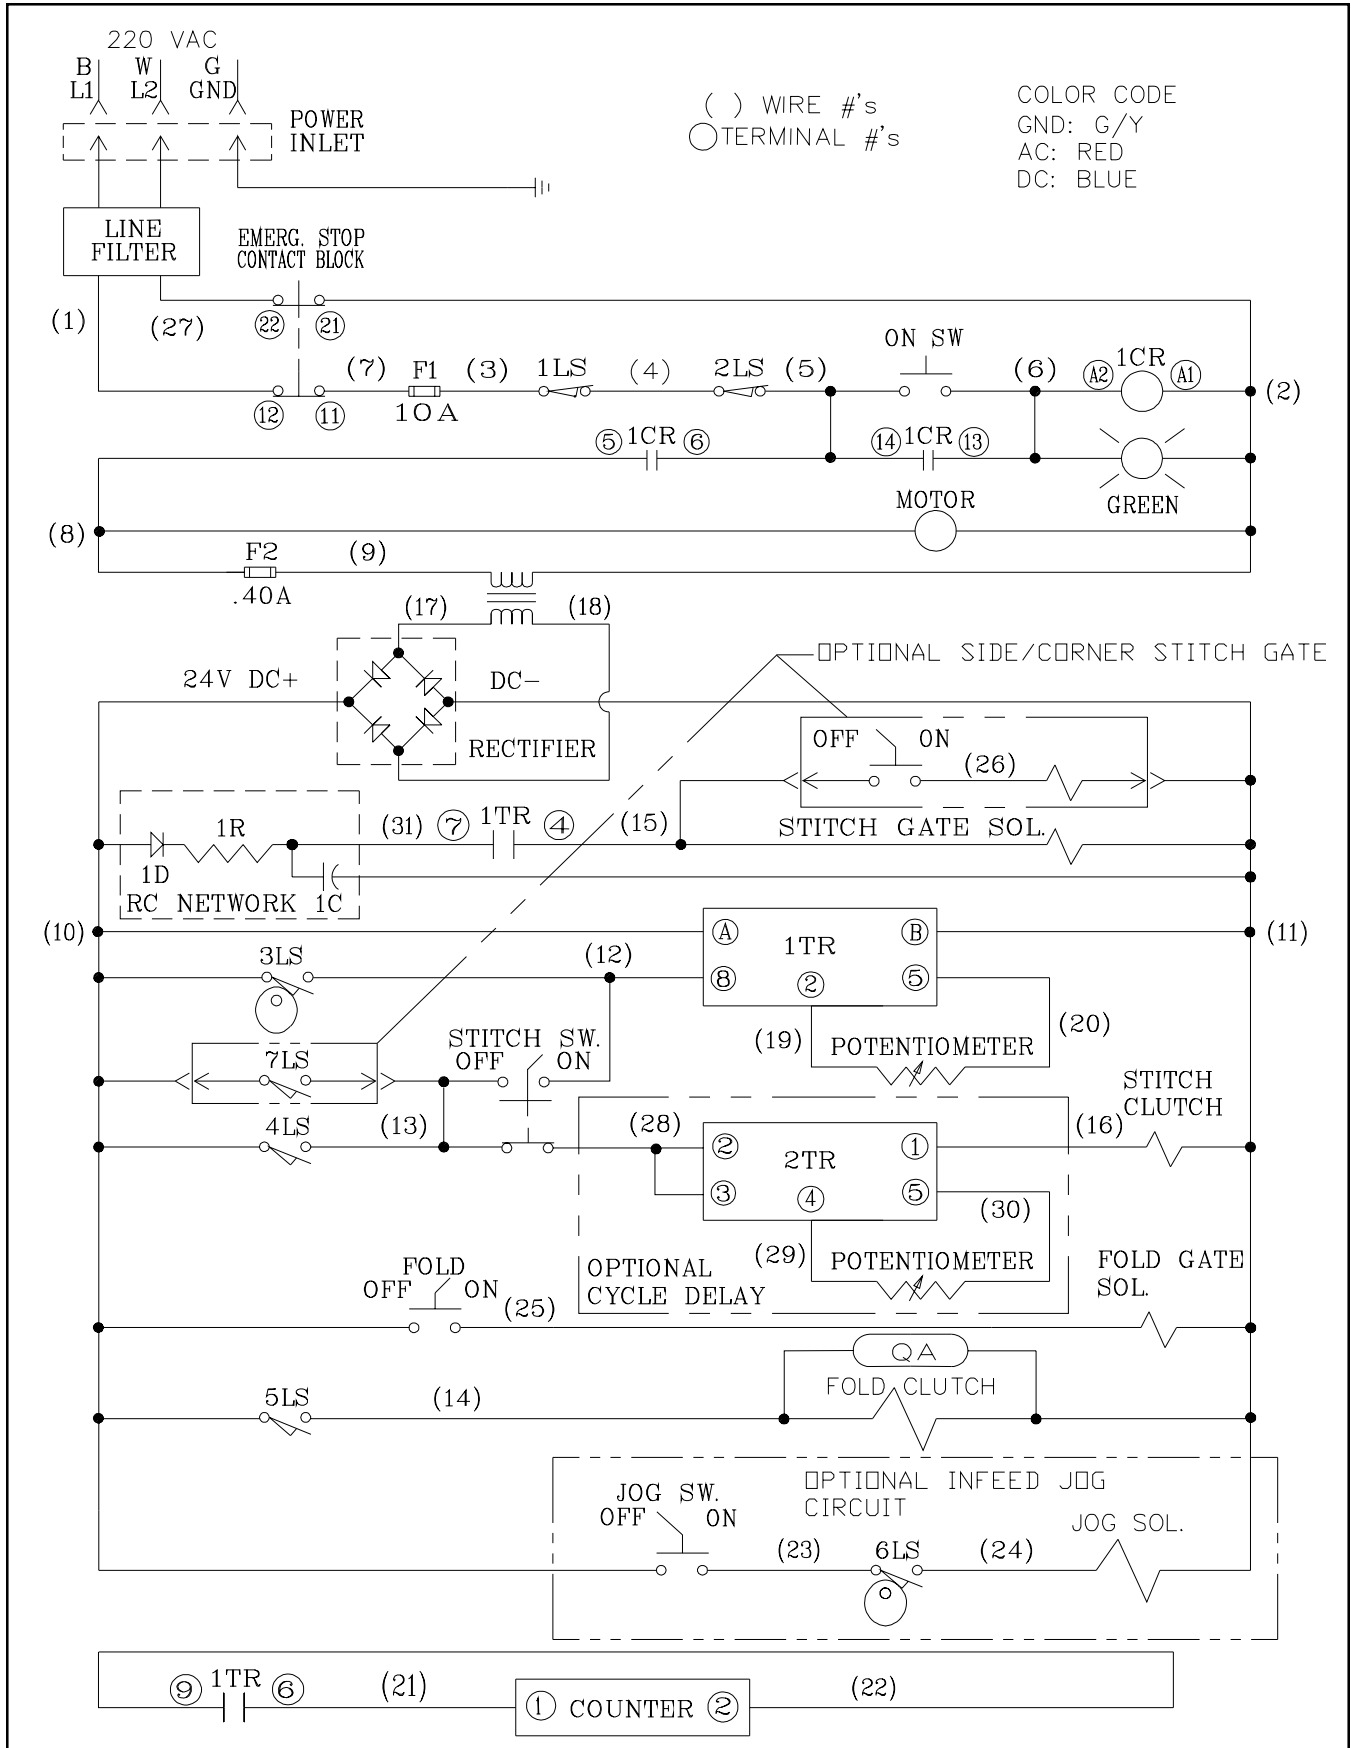 220 VAC
B W G
L1 L2 GND
POWER
INLET
( ) WIRE #'s
TERMINAL #'s
COLOR CODE
GND: G/Y
AC: RED
DC: BLUE
LINE
FILTER
EMERG. STOP
CONTACT BLOCK
(1) (27) 22 21
ON SW
(7) F1 (3) 1LS (4) 2LS (5) (6) A2 1CR A1 (2)
12 11 10A
5 1CR 6 14 1CR 13
MOTOR GREEN
(8)
F2 (9)
.40A
(17) (18)
OPTIONAL SIDE/CORNER STITCH GATE
24V DC+ DC-
RECTIFIER
OFF ON (26)
1R (31) 7 1TR 4 (15) STITCH GATE SOL.
1D
RC NETWORK 1C
(10) A 1TR B (11)
3LS (12) 8 2 5
(19) POTENTIOMETER (20)
7LS STITCH SW.
OFF ON
STITCH
CLUTCH
4LS (13) (28) 2 2TR 1 (16)
3 4 5 (30)
(29) POTENTIOMETER
OPTIONAL
CYCLE DELAY
FOLD GATE
SOL.
FOLD
OFF ON (25)
QA
FOLD CLUTCH
5LS (14)
OPTIONAL INFEED JOG
CIRCUIT
JOG SW.
OFF ON (23) 6LS (24) JOG SOL.
9 1TR 6 (21) 1 COUNTER 2 (22)